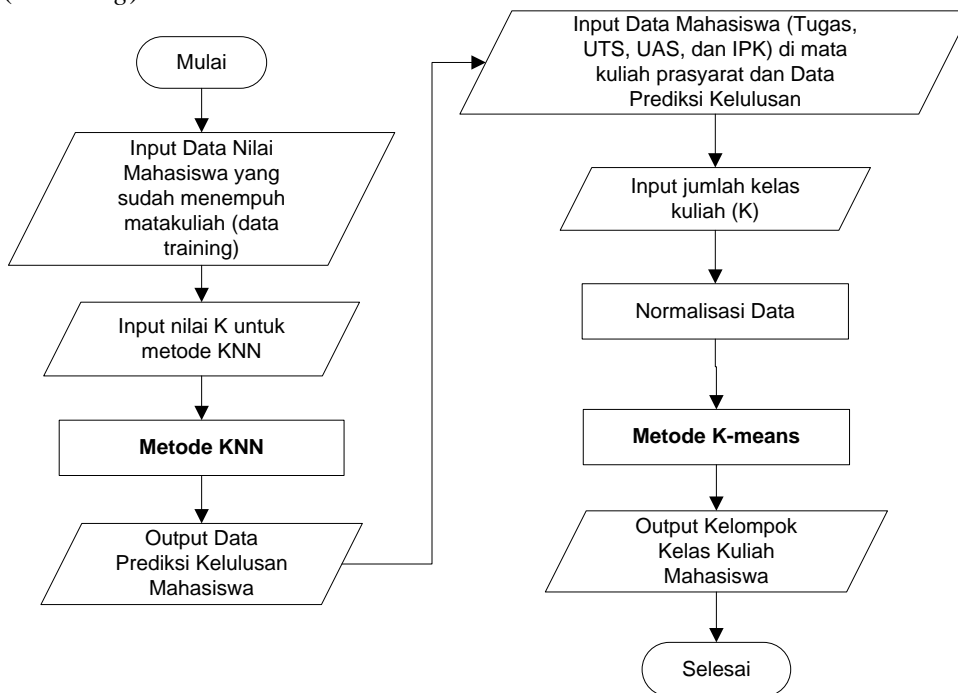 Mulai
Input Data Nilai
Mahasiswa yang
sudah menempuh
matakuliah (data
training)
Input nilai K untuk
metode KNN
Metode KNN
Output Data
Prediksi Kelulusan
Mahasiswa
Input Data Mahasiswa (Tugas,
UTS, UAS, dan IPK) di mata
kuliah prasyarat dan Data
Prediksi Kelulusan
Input jumlah kelas
kuliah (K)
Normalisasi Data
Metode K-means
Output Kelompok
Kelas Kuliah
Mahasiswa
Selesai